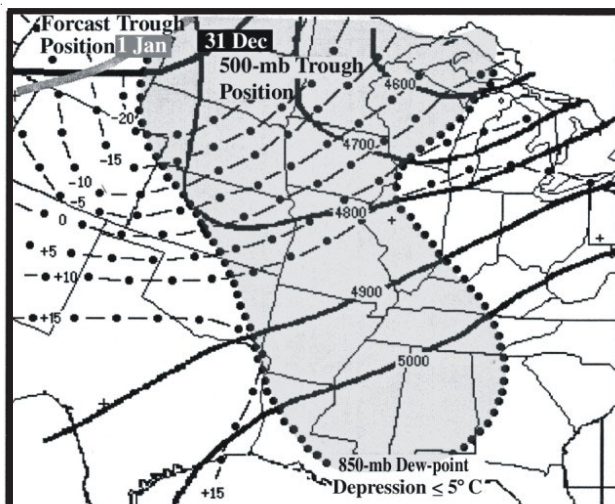 Forcast Trough
Position 1 Jan
31 Dec
500-mb Trough
Position
4600
-20
4700
-15
-10
-5
0
4800
+5
+10
4900
+15
5000
850-mb Dew-point
Depression ≤ 5° C
+15